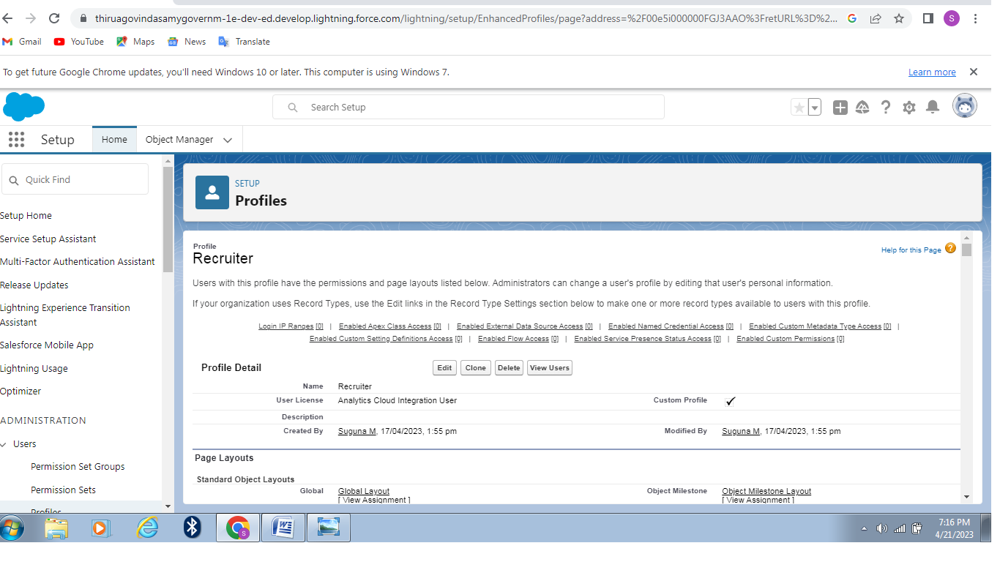 thiruagovindasamygovernm-1e-dev-ed.develop.lightning.force.com/lightning/setup/EnhancedProfiles/page?address=%2F00e5i000000FGJ3AAO%3FretURL%3D%2...
S
Gmail YouTube Maps News Translate
To get future Google Chrome updates, you'll need Windows 10 or later. This computer is using Windows 7. Learn more
Search Setup
Setup Home Object Manager
Quick Find
Setup Home
Service Setup Assistant
Multi-Factor Authentication Assistant
Release Updates
Lightning Experience Transition
Assistant
Salesforce Mobile App
Lightning Usage
Optimizer
ADMINISTRATION
Users
Permission Set Groups
Permission Sets
Profiles
SETUP
Profiles
Profile
Recruiter
Help for this Page ?
Users with this profile have the permissions and page layouts listed below. Administrators can change a user's profile by editing that user's personal information.
If your organization uses Record Types, use the Edit links in the Record Type Settings section below to make one or more record types available to users with this profile.
Login IP Ranges [0] | Enabled Apex Class Access [0] | Enabled External Data Source Access [0] | Enabled Named Credential Access [0] | Enabled Custom Metadata Type Access [0] |
Enabled Custom Setting Definitions Access [0] | Enabled Flow Access [0] | Enabled Service Presence Status Access [0] | Enabled Custom Permissions [0]
Profile Detail Edit Clone Delete View Users
Name Recruiter
User License Analytics Cloud Integration User Custom Profile
Description
Created By Suguna M, 17/04/2023, 1:55 pm Modified By Suguna M, 17/04/2023, 1:55 pm
Page Layouts
Standard Object Layouts
Global Global Layout Object Milestone Object Milestone Layout
[ View Assignment ] [ View Assignment ]
7:16 PM
4/21/2023